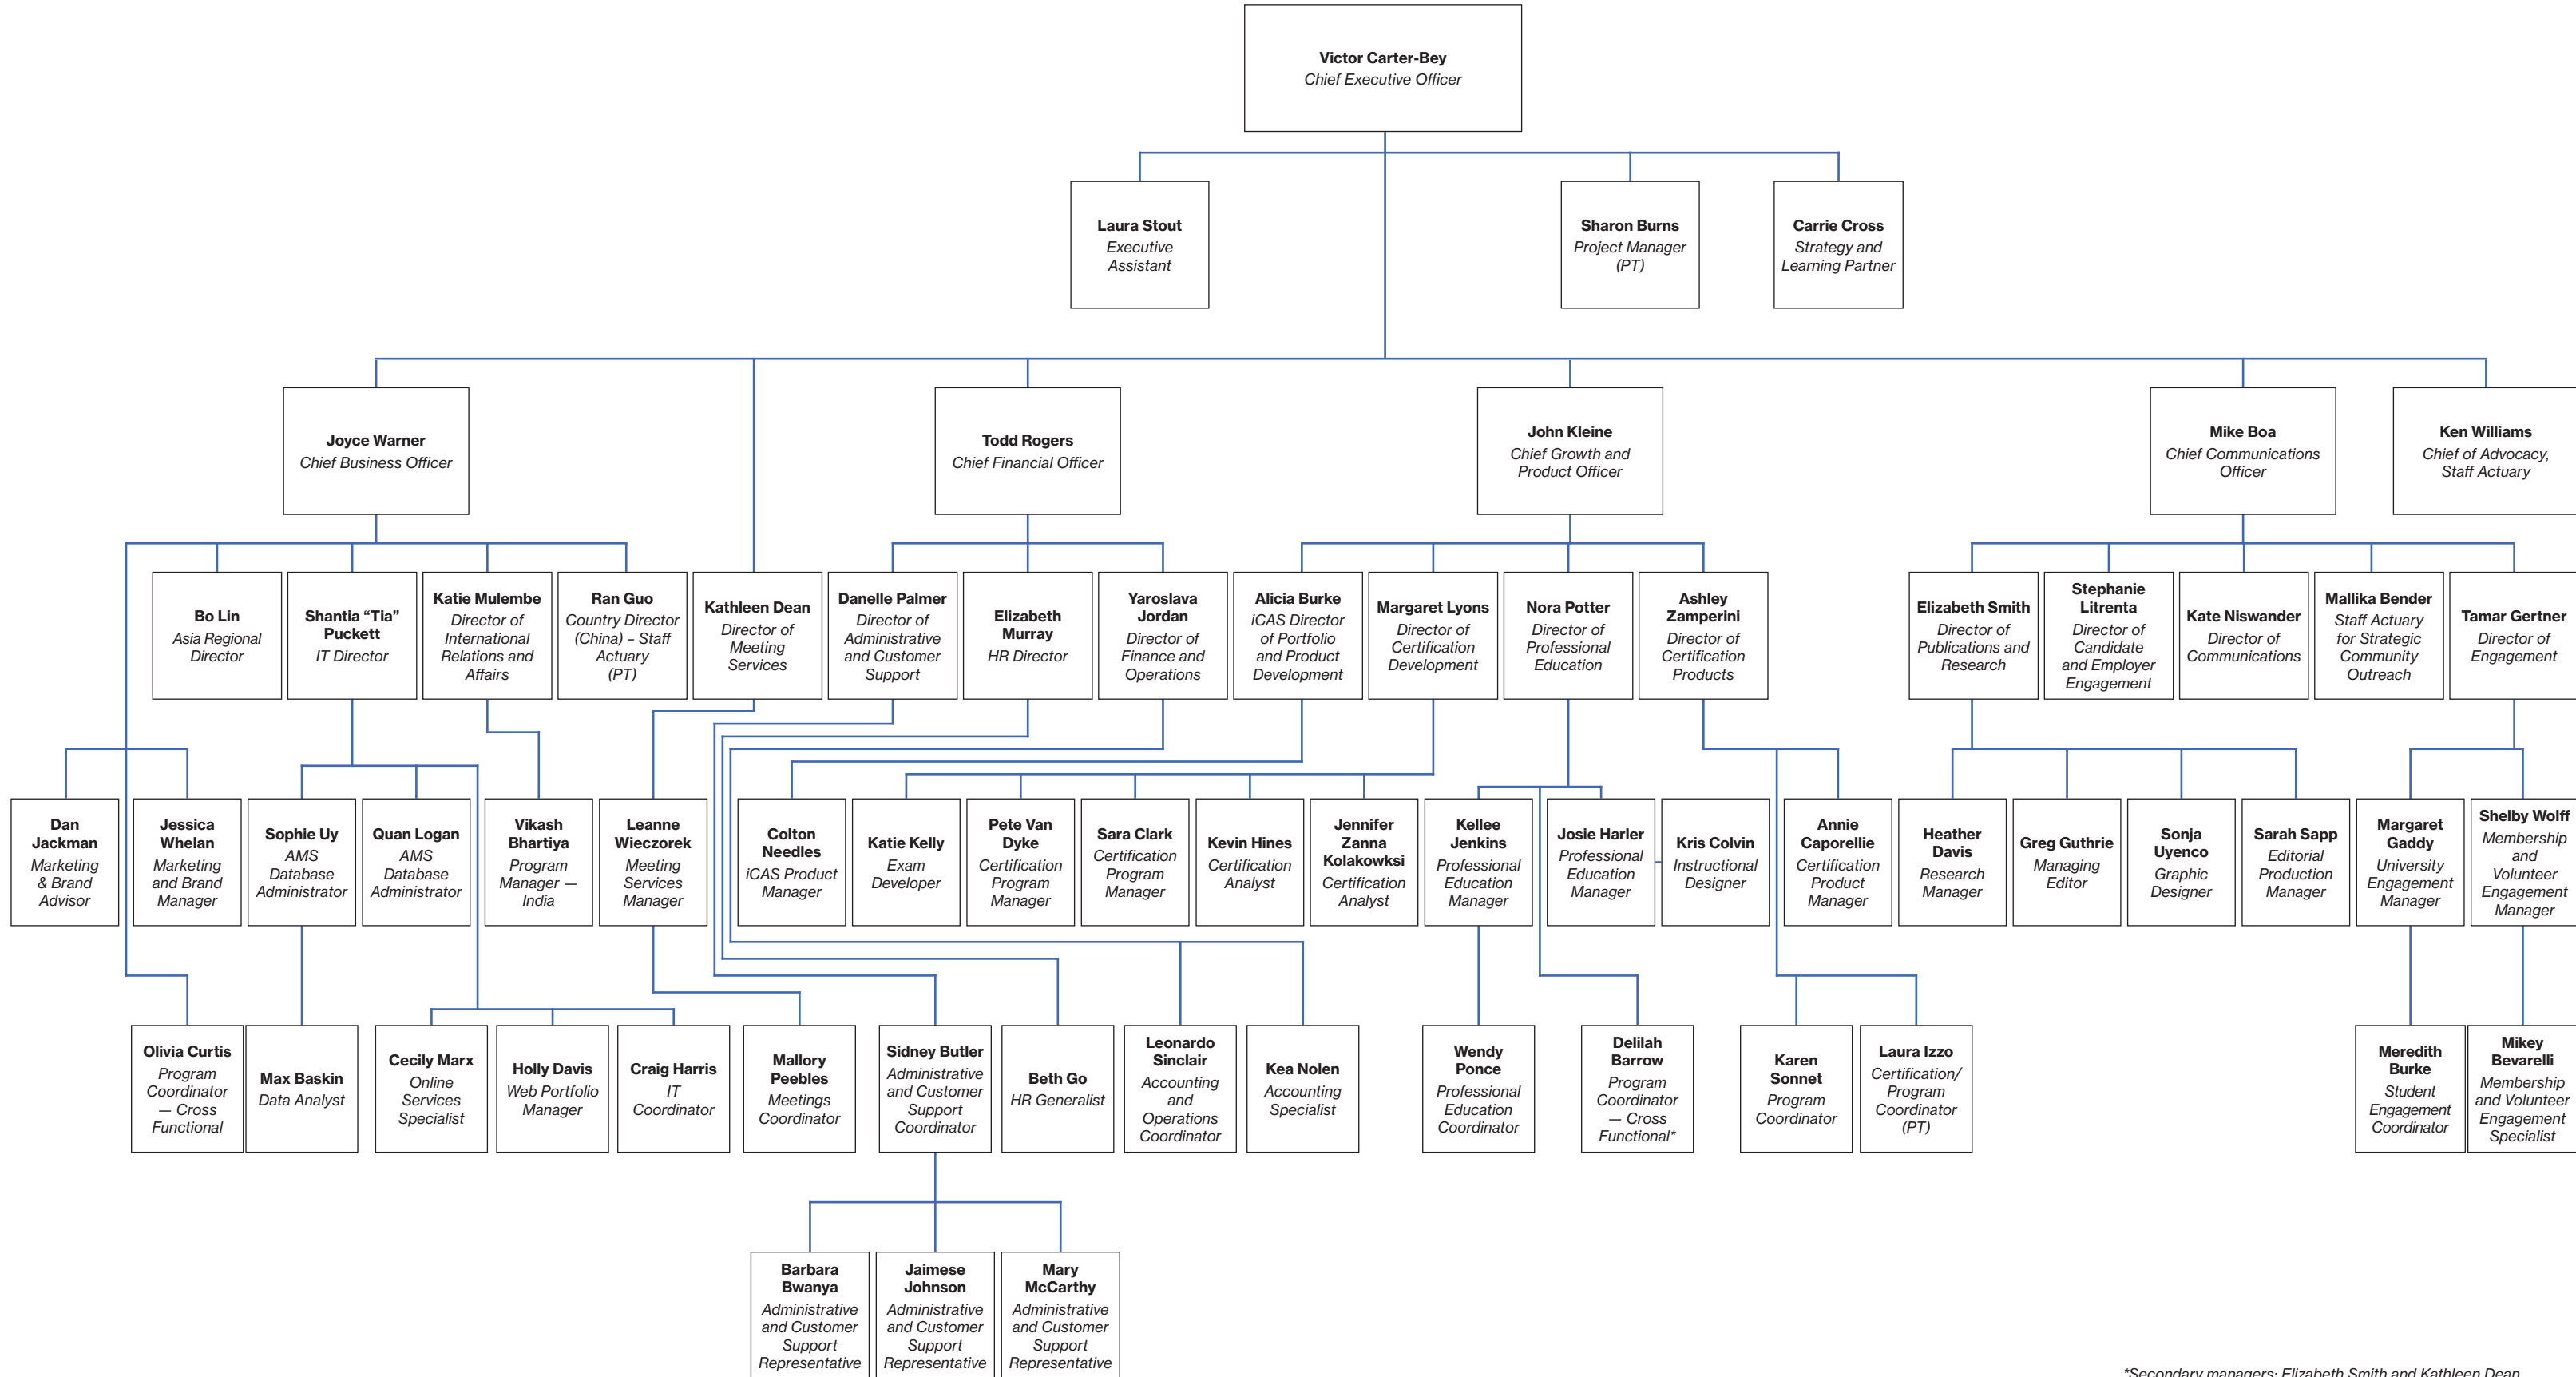 Victor Carter-Bey
Chief Executive Officer
Laura Stout
Executive
Assistant
Sharon Burns
Project Manager
(PT)
Carrie Cross
Strategy and
Learning Partner
Joyce Warner
Chief Business Officer
Todd Rogers
Chief Financial Officer
John Kleine
Chief Growth and
Product Officer
Mike Boa
Chief Communications
Officer
Ken Williams
Chief of Advocacy,
Staff Actuary
Bo Lin
Asia Regional
Director
Shantia “Tia”
Puckett
IT Director
Katie Mulembe
Director of
International
Relations and
Affairs
Ran Guo
Country Director
(China) – Staff
Actuary
(PT)
Kathleen Dean
Director of
Meeting
Services
Danelle Palmer
Director of
Administrative
and Customer
Support
Elizabeth
Murray
HR Director
Yaroslava
Jordan
Director of
Finance and
Operations
Alicia Burke
iCAS Director
of Portfolio
and Product
Development
Margaret Lyons
Director of
Certification
Development
Nora Potter
Director of
Professional
Education
Ashley
Zamperini
Director of
Certification
Products
Elizabeth Smith
Director of
Publications and
Research
Stephanie
Litrenta
Director of
Candidate
and Employer
Engagement
Kate Niswander
Director of
Communications
Mallika Bender
Staff Actuary
for Strategic
Community
Outreach
Tamar Gertner
Director of
Engagement
Dan
Jackman
Marketing
& Brand
Advisor
Jessica
Whelan
Marketing
and Brand
Manager
Sophie Uy
AMS
Database
Administrator
Quan Logan
AMS
Database
Administrator
Vikash
Bhartiya
Program
Manager —
India
Leanne
Wieczorek
Meeting
Services
Manager
Colton
Needles
iCAS Product
Manager
Katie Kelly
Exam
Developer
Pete Van
Dyke
Certification
Program
Manager
Sara Clark
Certification
Program
Manager
Kevin Hines
Certification
Analyst
Jennifer
Zanna
Kolakowksi
Certification
Analyst
Kellee
Jenkins
Professional
Education
Manager
Josie Harler
Professional
Education
Manager
Kris Colvin
Instructional
Designer
Annie
Caporellie
Certification
Product
Manager
Heather
Davis
Research
Manager
Greg Guthrie
Managing
Editor
Sonja
Uyenco
Graphic
Designer
Sarah Sapp
Editorial
Production
Manager
Margaret
Gaddy
University
Engagement
Manager
Shelby Wolff
Membership
and
Volunteer
Engagement
Manager
Olivia Curtis
Program
Coordinator
— Cross
Functional
Max Baskin
Data Analyst
Cecily Marx
Online
Services
Specialist
Holly Davis
Web Portfolio
Manager
Craig Harris
IT
Coordinator
Mallory
Peebles
Meetings
Coordinator
Sidney Butler
Administrative
and Customer
Support
Coordinator
Beth Go
HR Generalist
Leonardo
Sinclair
Accounting
and
Operations
Coordinator
Kea Nolen
Accounting
Specialist
Wendy
Ponce
Professional
Education
Coordinator
Delilah
Barrow
Program
Coordinator
— Cross
Functional*
Karen
Sonnet
Program
Coordinator
Laura Izzo
Certification/
Program
Coordinator
(PT)
Meredith
Burke
Student
Engagement
Coordinator
Mikey
Bevarelli
Membership
and Volunteer
Engagement
Specialist
Barbara
Bwanya
Administrative
and Customer
Support
Representative
Jaimese
Johnson
Administrative
and Customer
Support
Representative
Mary
McCarthy
Administrative
and Customer
Support
Representative
*Secondary managers: Elizabeth Smith and Kathleen Dean